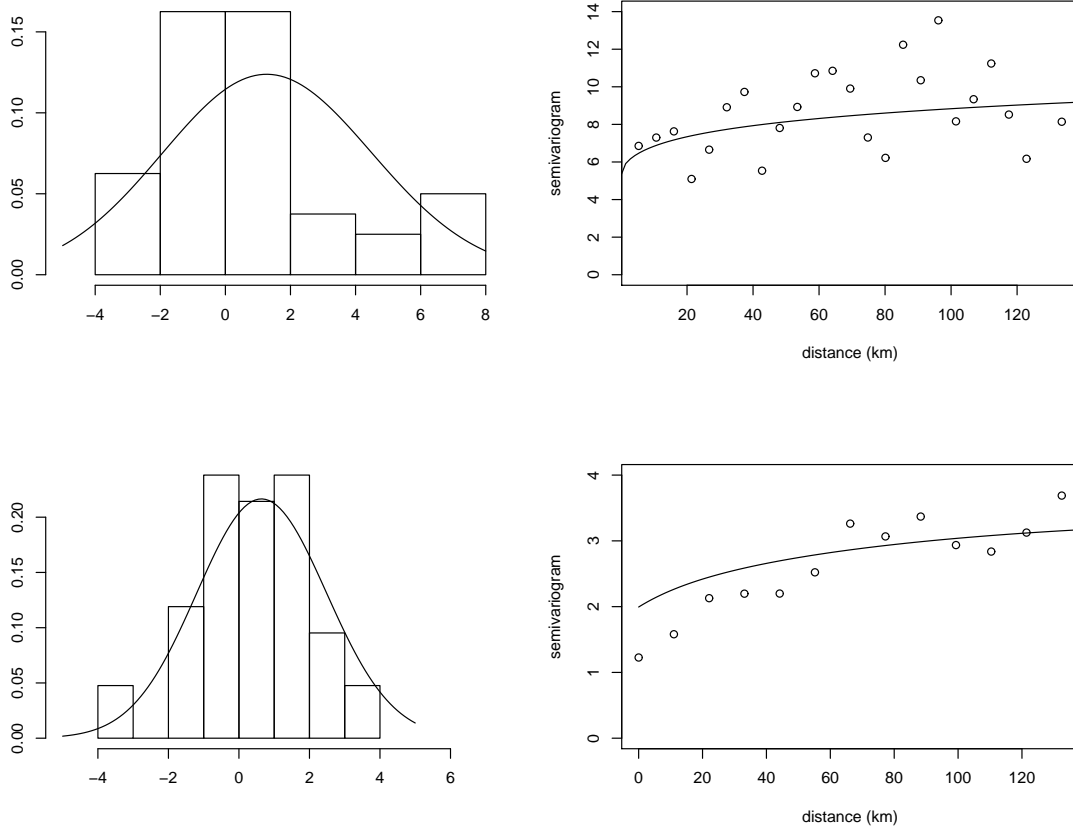 0.00 0.05 0.10 0.15
−4 −2 0 2 4 6 8
semivariogram
0 2 4 6 8 10 12 14
20 40 60 80 100 120
distance (km)
0.00 0.05 0.10 0.15 0.20
−4 −2 0 2 4 6
semivariogram
0 1 2 3 4
0 20 40 60 80 100 120
distance (km)